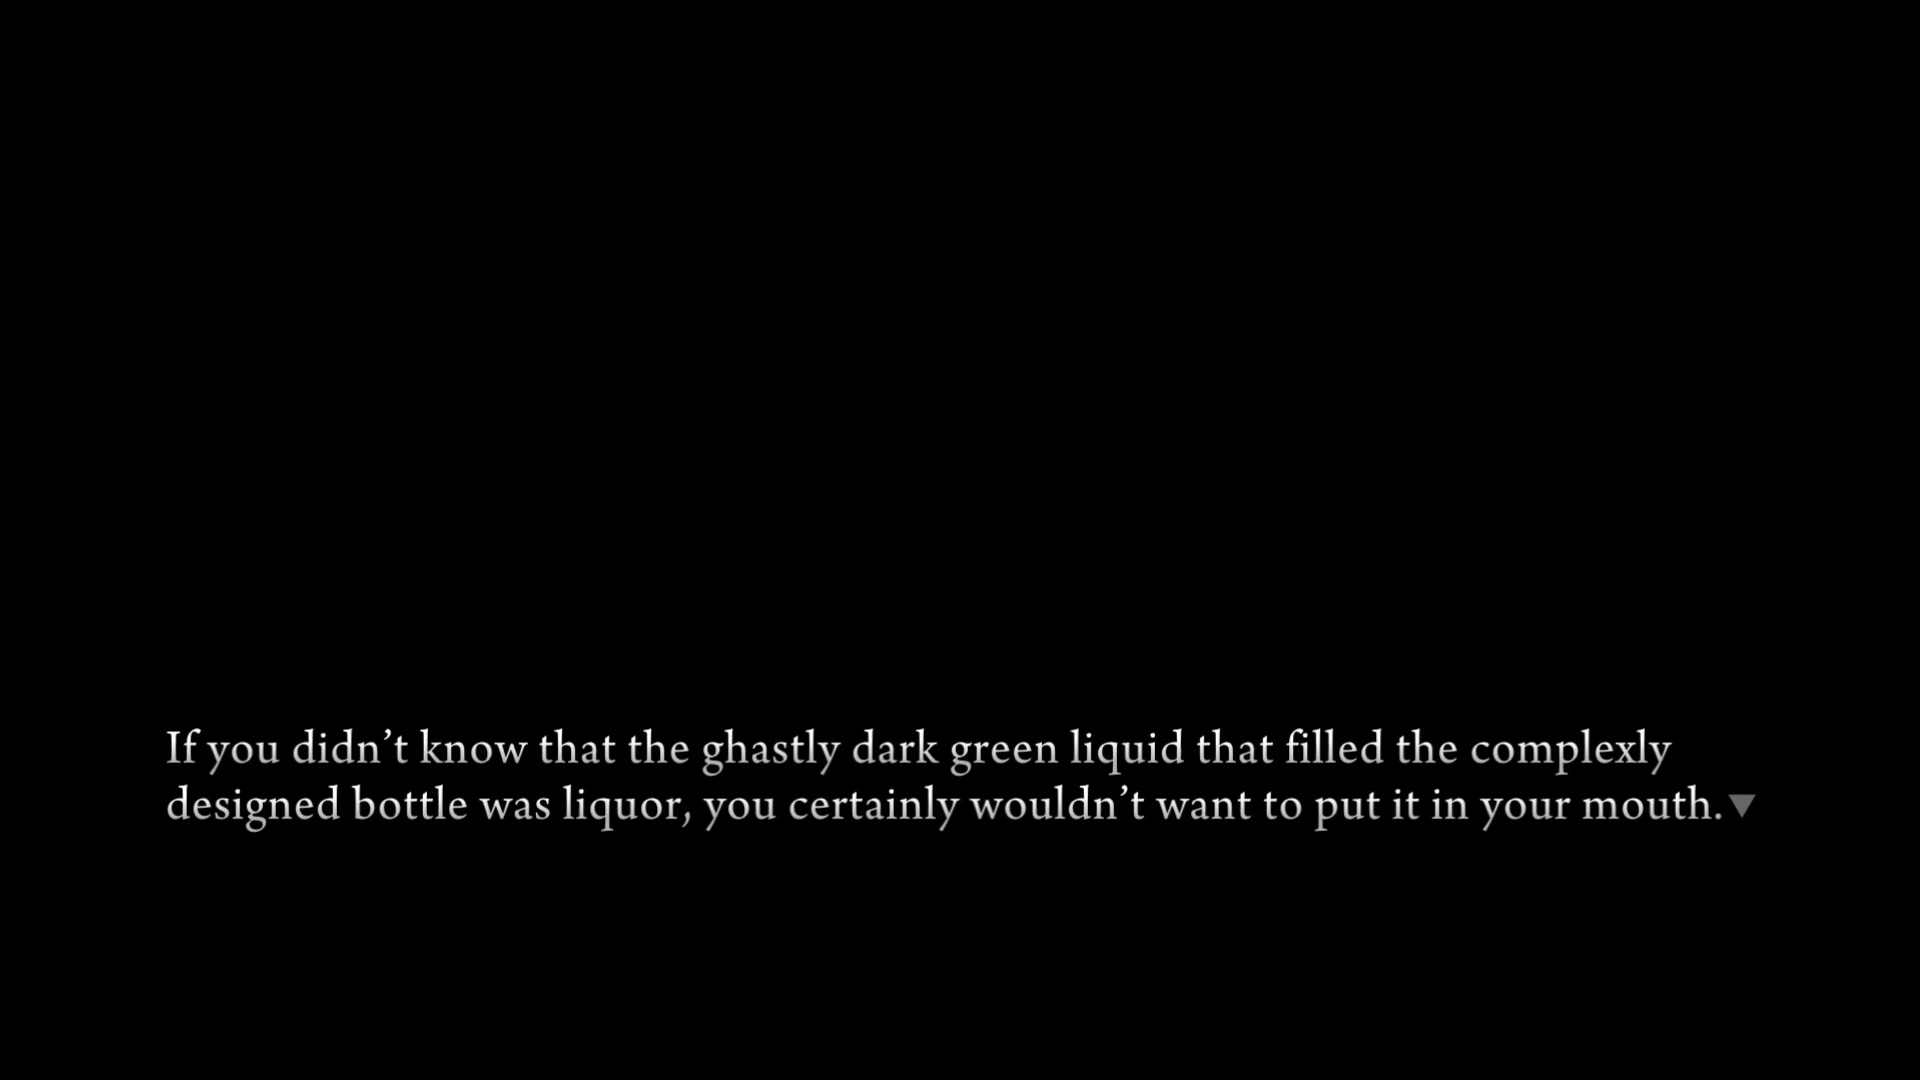 If you didn’t know that the ghastly dark green liquid that filled the complexly
designed bottle was liquor, you certainly wouldn’t want to put it in your mouth.